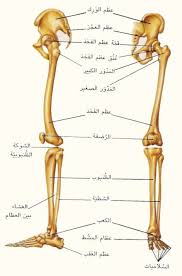 عظم الورك
عظم العجز
قمة عظم الفخذ
عنق عظم الفخذ
المدور الكبير
المدور الصغير
عظم الفخذ
الرضفة
الشوكة
الظنبوبية
الظنبوب
الشظية
الغشاء
بين العظام
الكعب
عظام المشط
عظم العقب
السلاميات